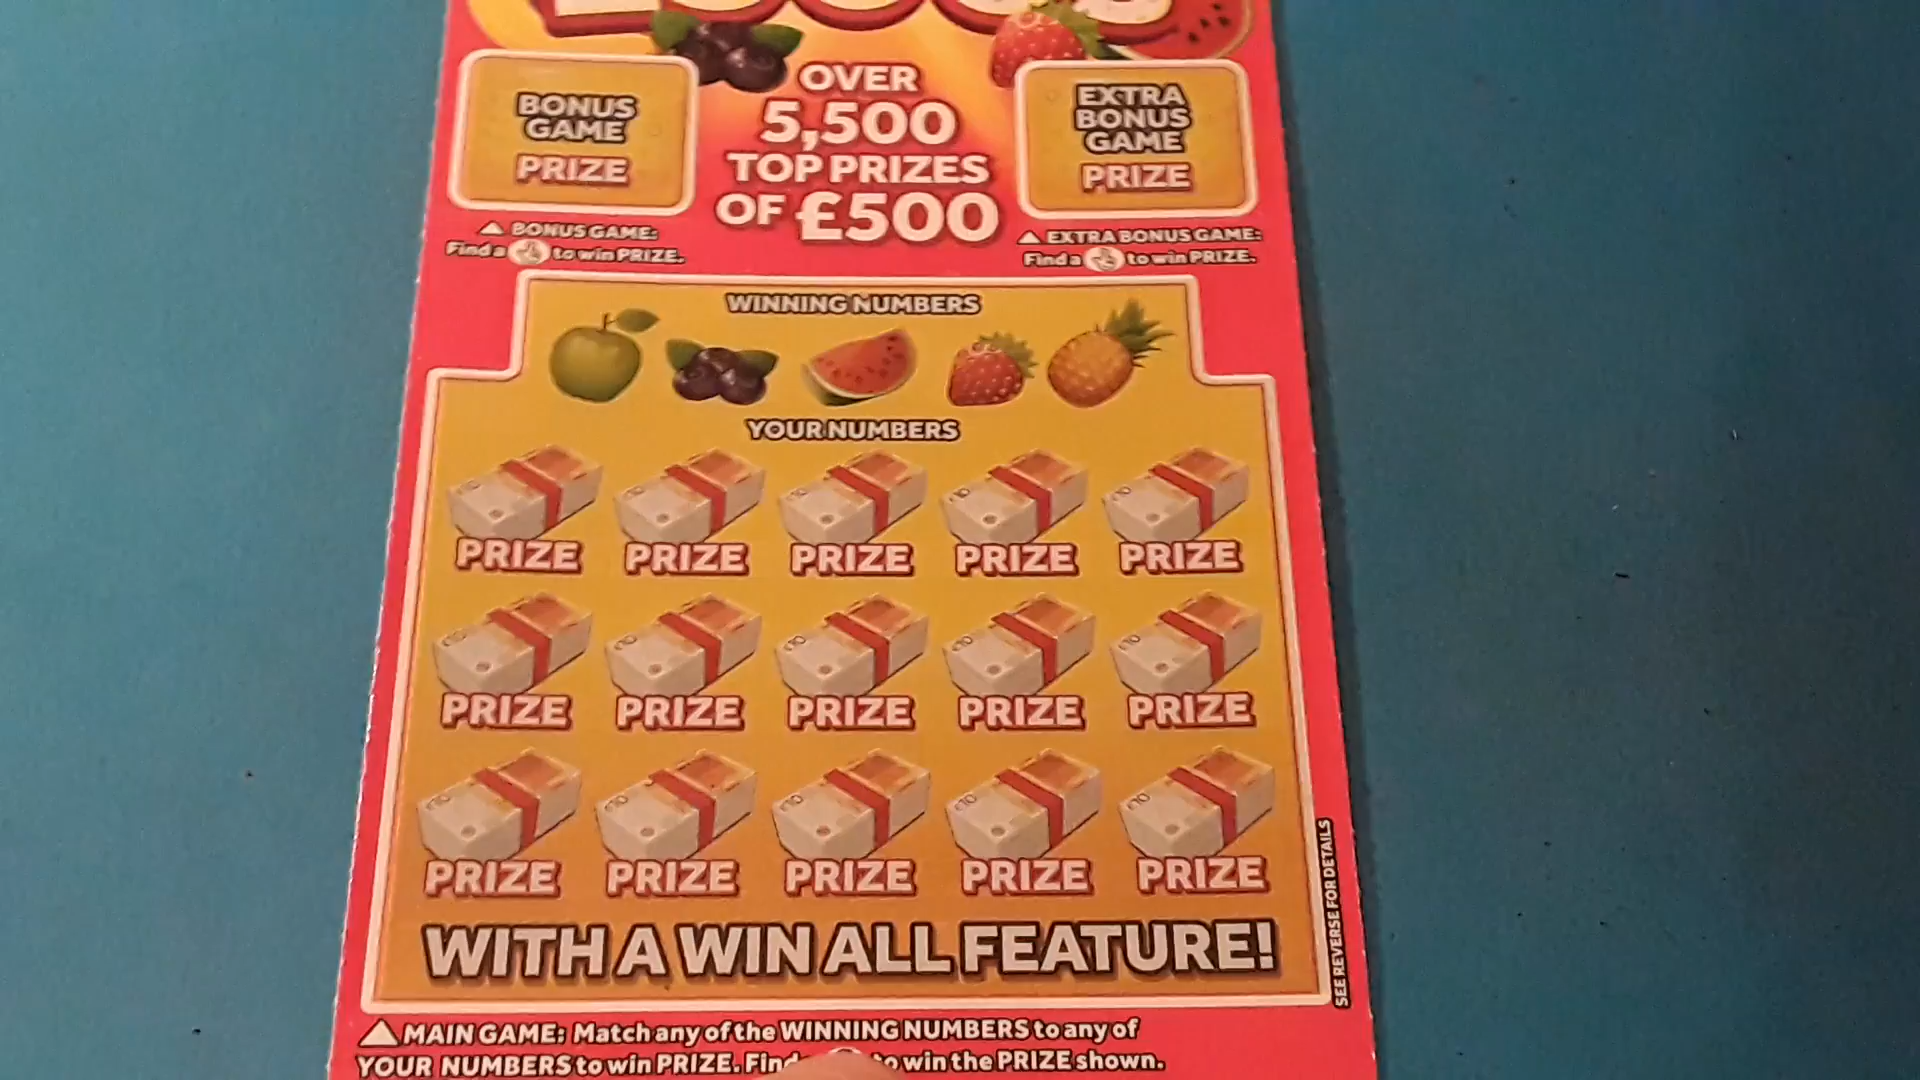 OVER
5,500
TOP PRIZES
OF £500
BONUS
GAME
PRIZE
EXTRA
BONUS
GAME
PRIZE
BONUS GAME:
Find a to win PRIZE.
EXTRA BONUS GAME:
Find a to win PRIZE.
WINNING NUMBERS
YOUR NUMBERS
PRIZE PRIZE PRIZE PRIZE PRIZE
PRIZE PRIZE PRIZE PRIZE PRIZE
PRIZE PRIZE PRIZE PRIZE PRIZE
WITH A WIN ALL FEATURE!
SEE REVERSE FOR DETAILS
MAIN GAME: Match any of the WINNING NUMBERS to any of
YOUR NUMBERS to win PRIZE. Find to win the PRIZE shown.